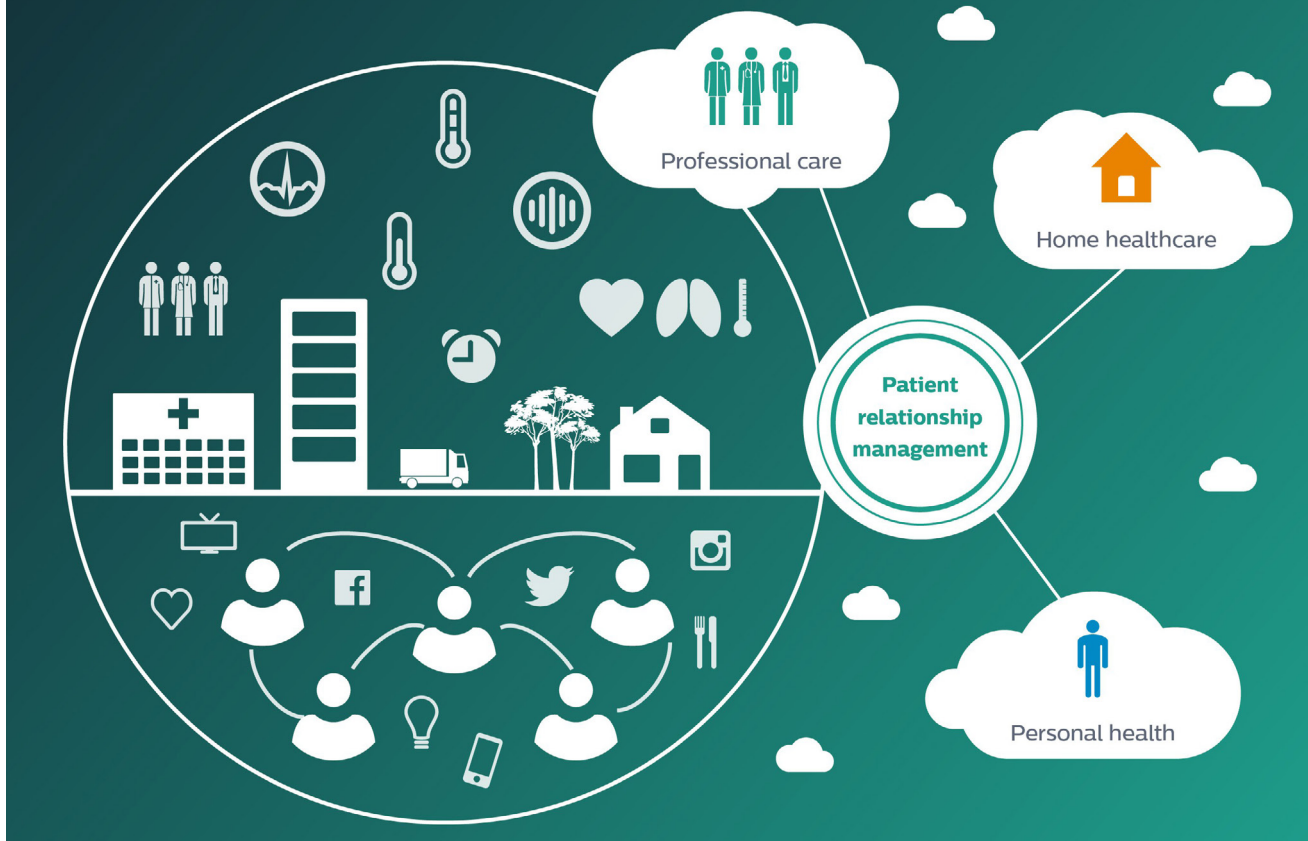 Professional care
Home healthcare
Patient
relationship
management
Personal health